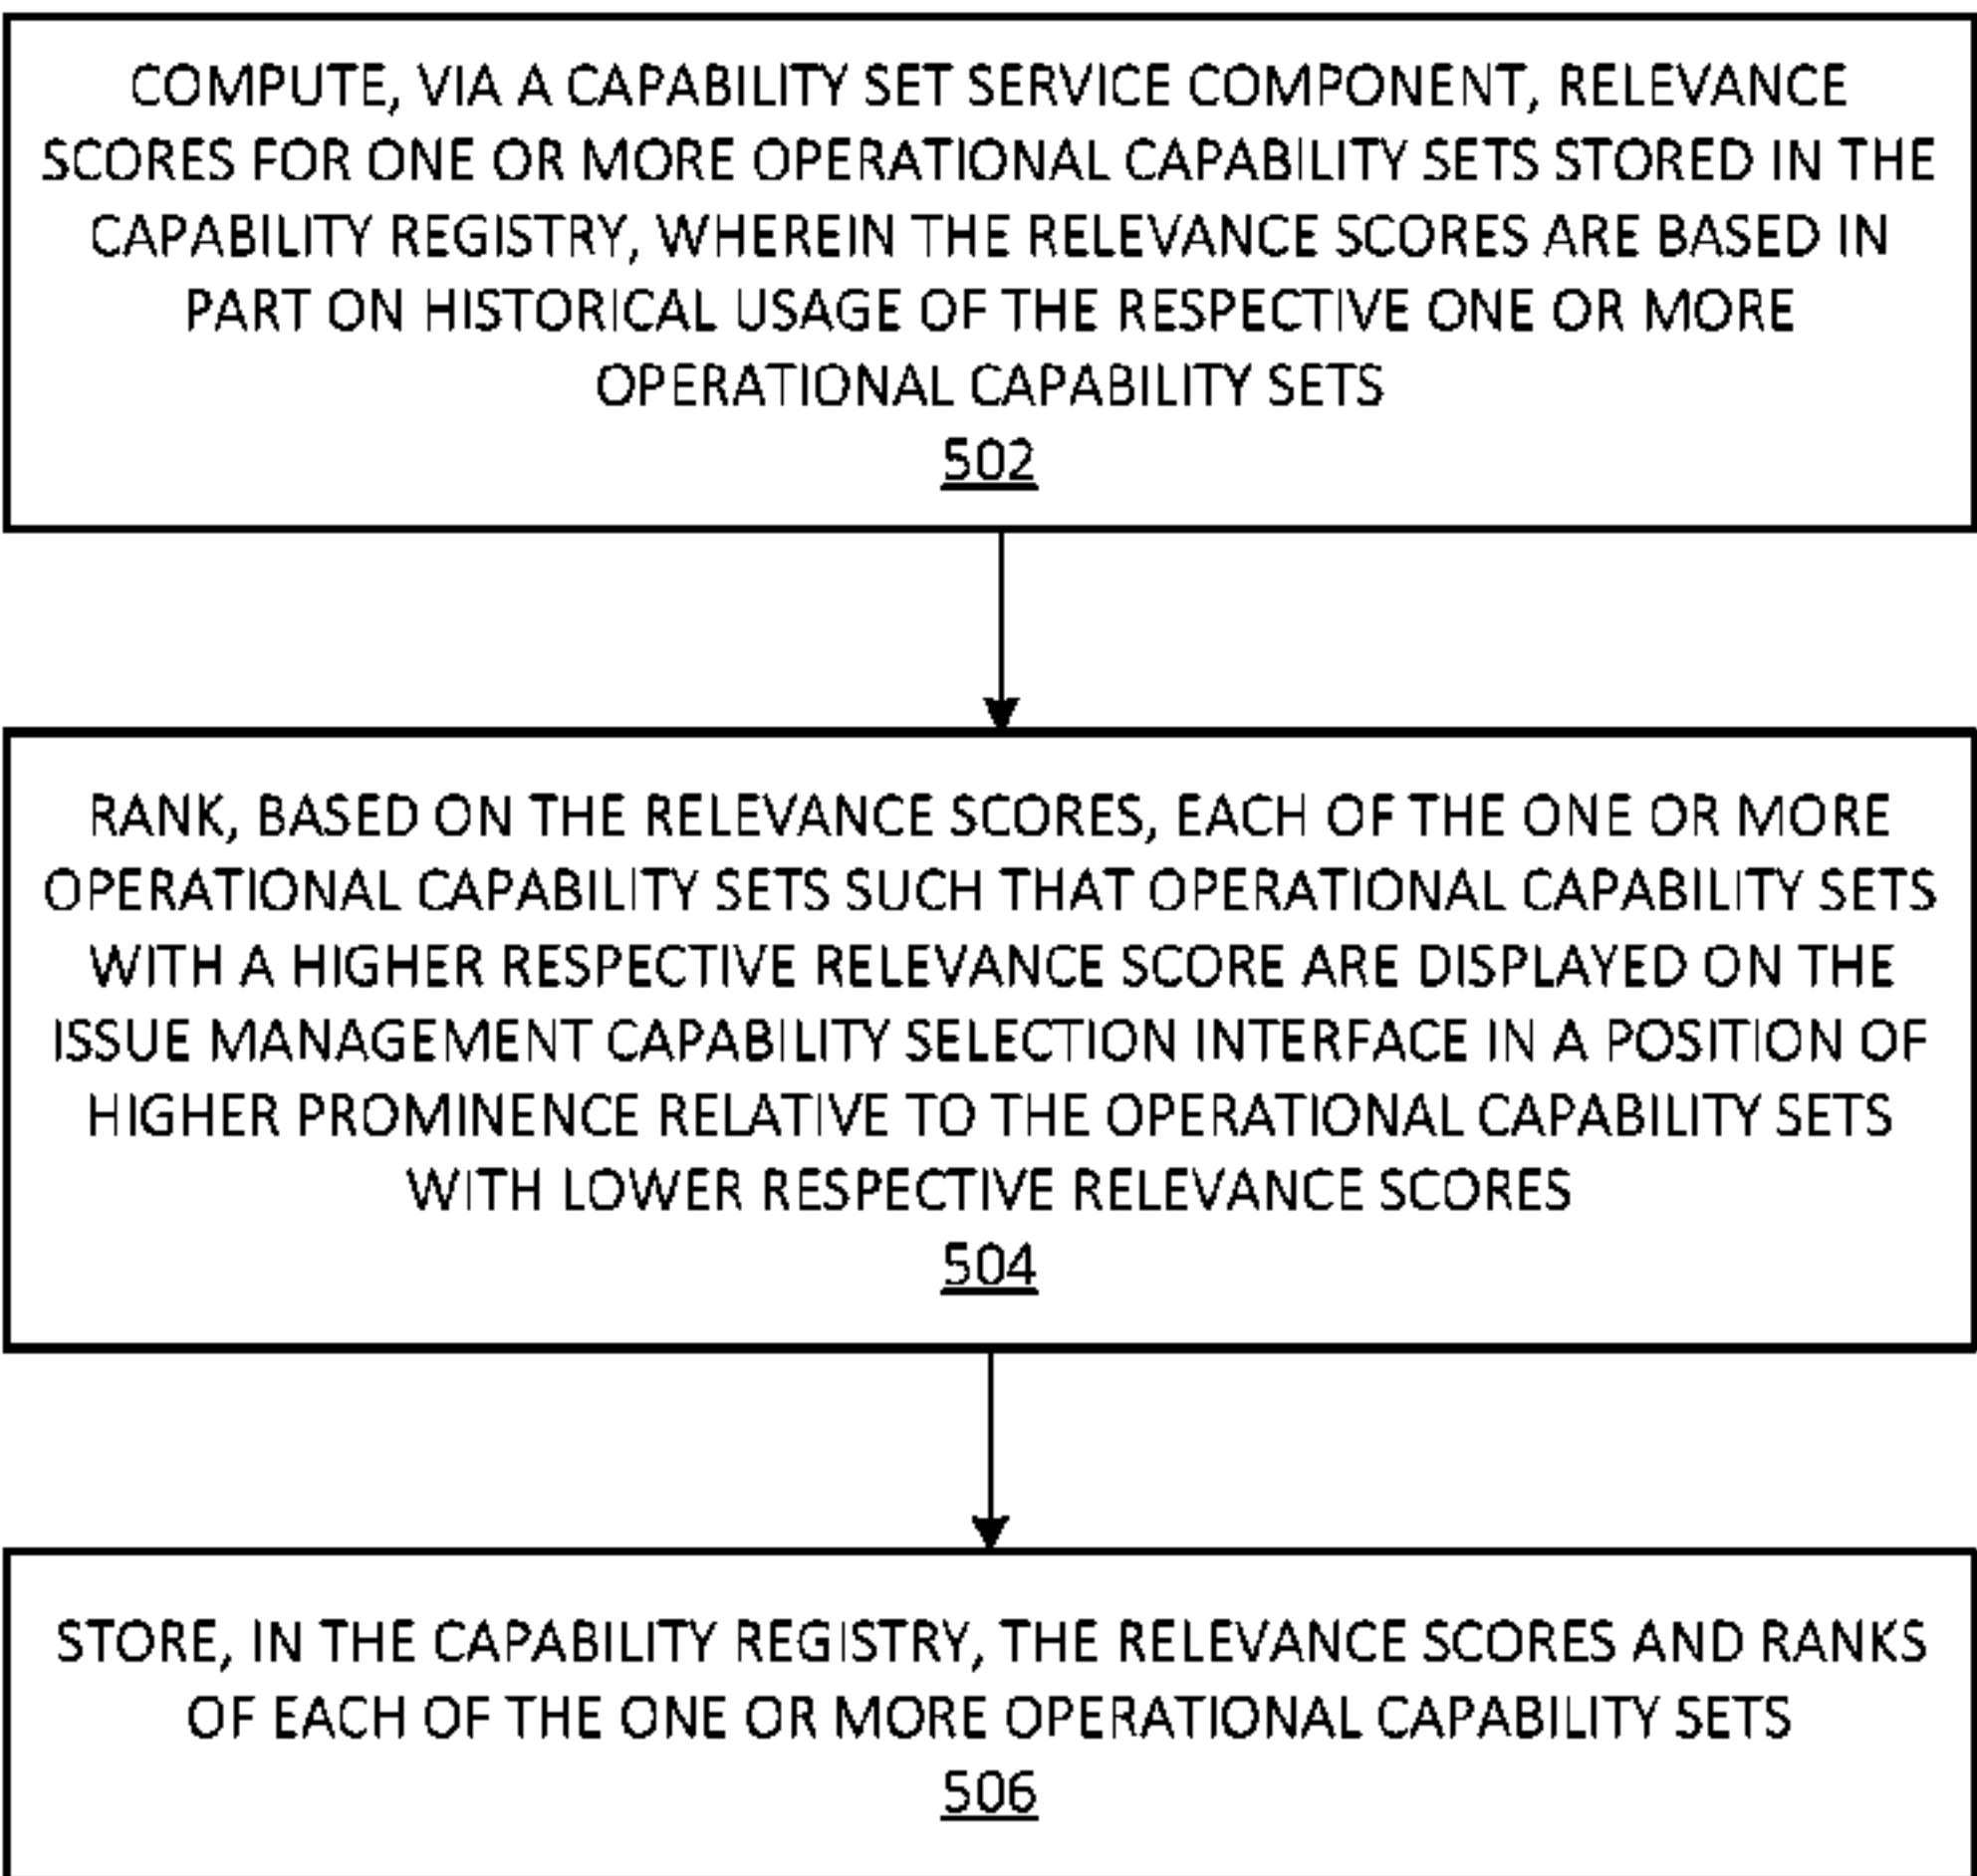 COMPUTE, VIA A CAPABILITY SET SERVICE COMPONENT, RELEVANCE
SCORES FOR ONE OR MORE OPERATIONAL CAPABILITY SETS STORED IN THE
CAPABILITY REGISTRY, WHEREIN THE RELEVANCE SCORES ARE BASED IN
PART ON HISTORICAL USAGE OF THE RESPECTIVE ONE OR MORE
OPERATIONAL CAPABILITY SETS
502
RANK, BASED ON THE RELEVANCE SCORES, EACH OF THE ONE OR MORE
OPERATIONAL CAPABILITY SETS SUCH THAT OPERATIONAL CAPABILITY SETS
WITH A HIGHER RESPECTIVE RELEVANCE SCORE ARE DISPLAYED ON THE
ISSUE MANAGEMENT CAPABILITY SELECTION INTERFACE IN A POSITION OF
HIGHER PROMINENCE RELATIVE TO THE OPERATIONAL CAPABILITY SETS
WITH LOWER RESPECTIVE RELEVANCE SCORES
504
STORE, IN THE CAPABILITY REGISTRY, THE RELEVANCE SCORES AND RANKS
OF EACH OF THE ONE OR MORE OPERATIONAL CAPABILITY SETS
506